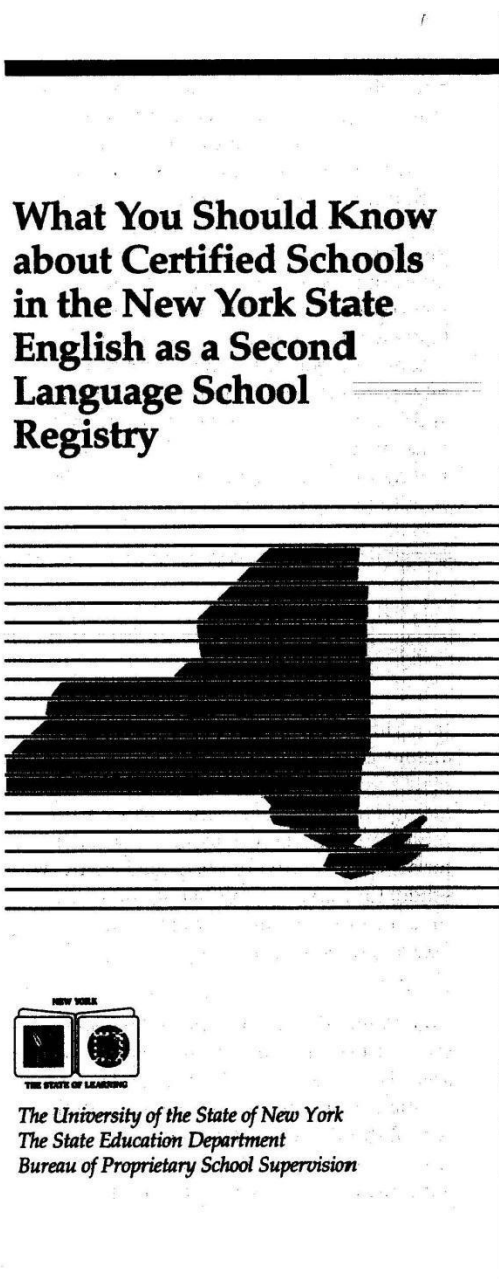 What You Should Know
about Certified Schools
in the New York State
English as a Second
Language School
Registry
NEW YORK
THE STATE OF LEARNING
The University of the State of New York
The State Education Department
Bureau of Proprietary School Supervision